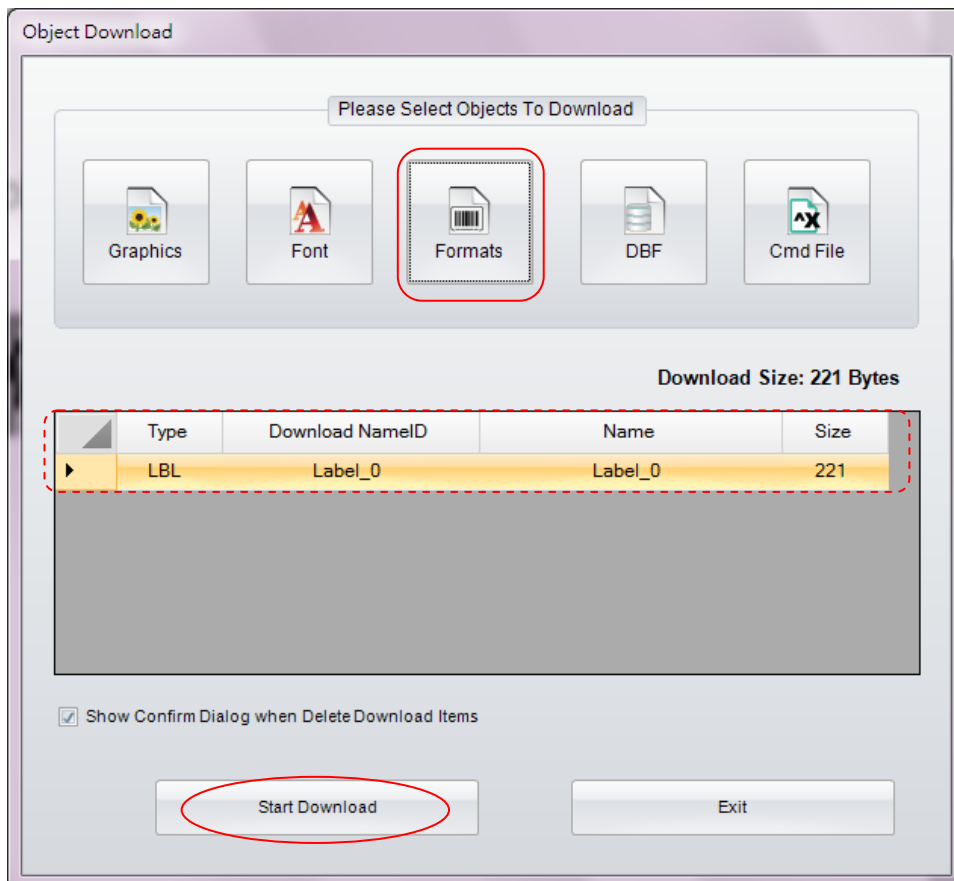 Object Download
Please Select Objects To Download
Graphics Font Formats DBF ^X Cmd File
Download Size: 221 Bytes
Type Download NameID Name Size
LBL Label_0 Label_0 221
Show Confirm Dialog when Delete Download Items
Start Download Exit